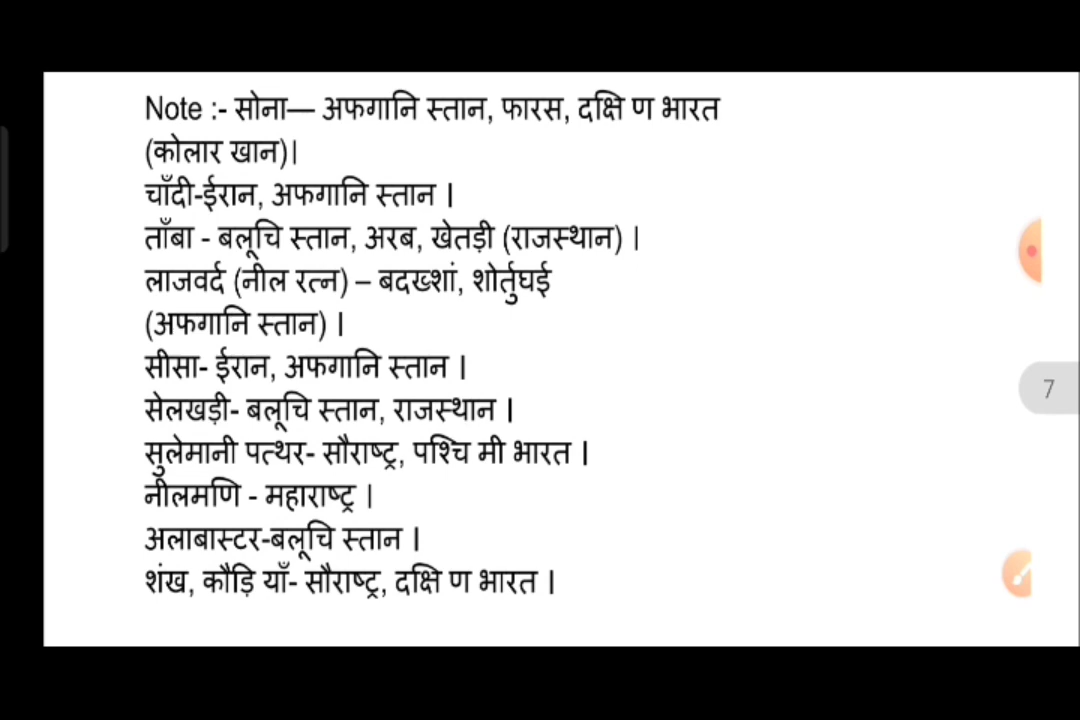 Note :- सोना— अफगानि स्तान, फारस, दक्षि ण भारत
(कोलार खान)|
चाँदी-ईरान, अफगानि स्तान |
ताँबा - बलूचि स्तान, अरब, खेतड़ी (राजस्थान) |
लाजवर्द (नील रत्न) – बदख्शां, शोर्तुघई
(अफगानि स्तान) |
सीसा- ईरान, अफगानि स्तान |
सेलखड़ी- बलूचि स्तान, राजस्थान |
सुलेमानी पत्थर- सौराष्ट्र, पश्चि मी भारत |
नीलमणि - महाराष्ट्र |
अलाबास्टर-बलूचि स्तान |
शंख, कौड़ि याँ- सौराष्ट्र, दक्षि ण भारत |
7